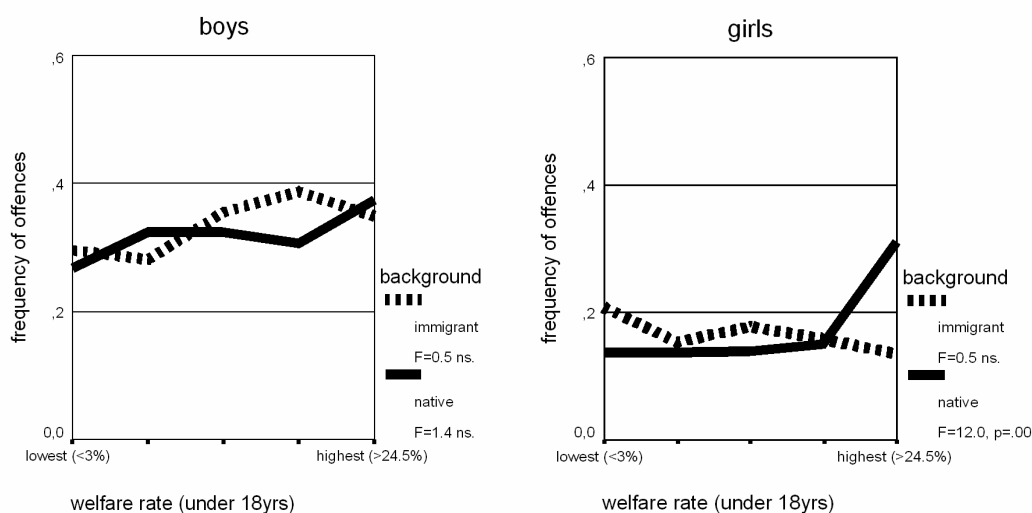 boys
,6
,4
,2
0,0
frequency of offences
lowest (<3%)
highest (>24.5%)
welfare rate (under 18yrs)
background
immigrant
F=0.5 ns.
native
F=1.4 ns.
girls
,6
,4
,2
0,0
frequency of offences
lowest (<3%)
highest (>24.5%)
welfare rate (under 18yrs)
background
immigrant
F=0.5 ns.
native
F=12.0, p=.00